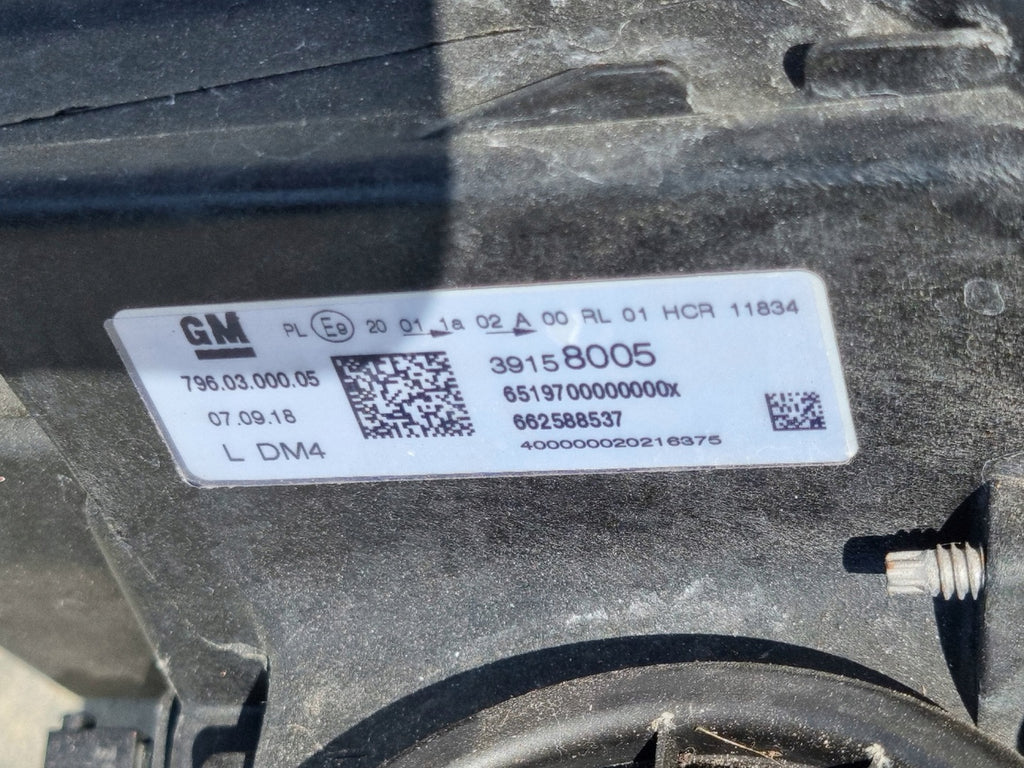 GM PL E9 20 01 1a 02 A 00 RL 01 HCR 11834
796.03.000.05 39158005
07.09.18 6519700000000X
662588537
L DM4 400000020216375